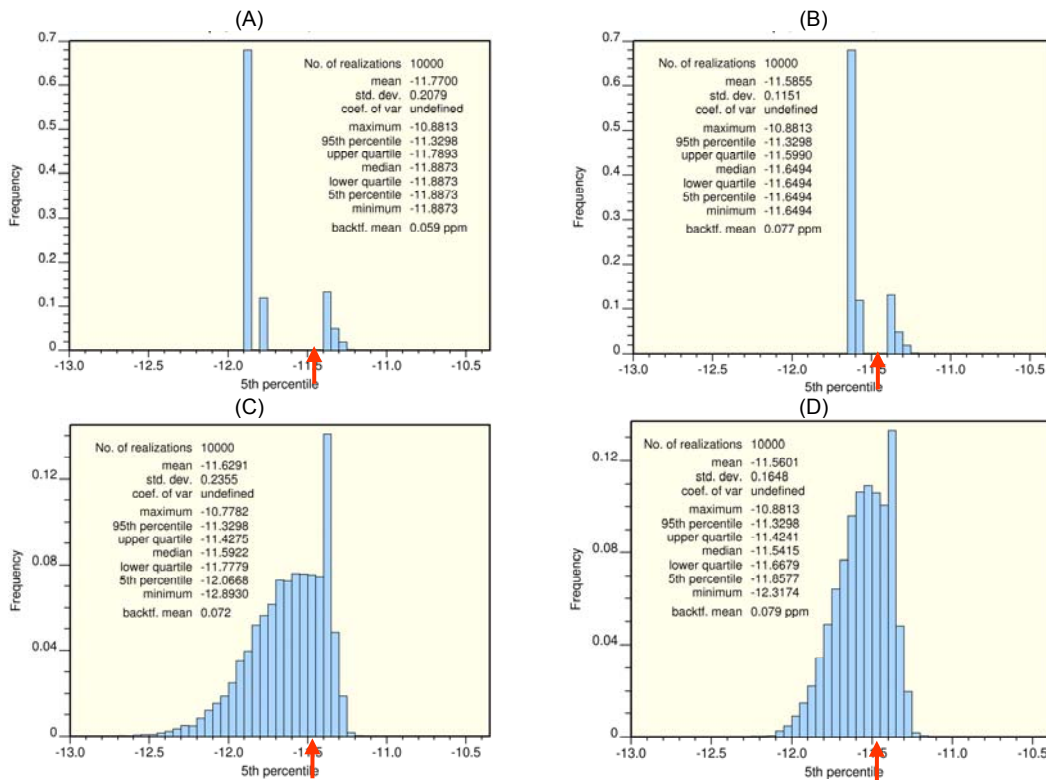 (A)
0.7
0.6
0.5
0.4
0.3
0.2
0.1
0
Frequency
No. of realizations 10000
mean -11.7700
std. dev. 0.2079
coef. of var undefined
maximum -10.8813
95th percentile -11.3298
upper quartile -11.7893
median -11.8873
lower quartile -11.8873
5th percentile -11.8873
minimum -11.8873
backtf. mean 0.059 ppm
-13.0 -12.5 -12.0 -11.5 -11.0 -10.5
5th percentile
(B)
0.7
0.6
0.5
0.4
0.3
0.2
0.1
0
Frequency
No. of realizations 10000
mean -11.5855
std. dev. 0.1151
coef. of var undefined
maximum -10.8813
95th percentile -11.3298
upper quartile -11.5990
median -11.6494
lower quartile -11.6494
5th percentile -11.6494
minimum -11.6494
backtf. mean 0.077 ppm
-13.0 -12.5 -12.0 -11.5 -11.0 -10.5
5th percentile
(C)
0.12
0.08
0.04
0
Frequency
No. of realizations 10000
mean -11.6291
std. dev. 0.2355
coef. of var undefined
maximum -10.7782
95th percentile -11.3298
upper quartile -11.4275
median -11.5922
lower quartile -11.7779
5th percentile -12.0668
minimum -12.8930
backtf. mean 0.072
-13.0 -12.5 -12.0 -11.5 -11.0 -10.5
5th percentile
(D)
0.12
0.08
0.04
0
Frequency
No. of realizations 10000
mean -11.5601
std. dev. 0.1648
coef. of var undefined
maximum -10.8813
95th percentile -11.3298
upper quartile -11.4241
median -11.5415
lower quartile -11.6679
5th percentile -11.8577
minimum -12.3174
backtf. mean 0.079 ppm
-13.0 -12.5 -12.0 -11.5 -11.0 -10.5
5th percentile